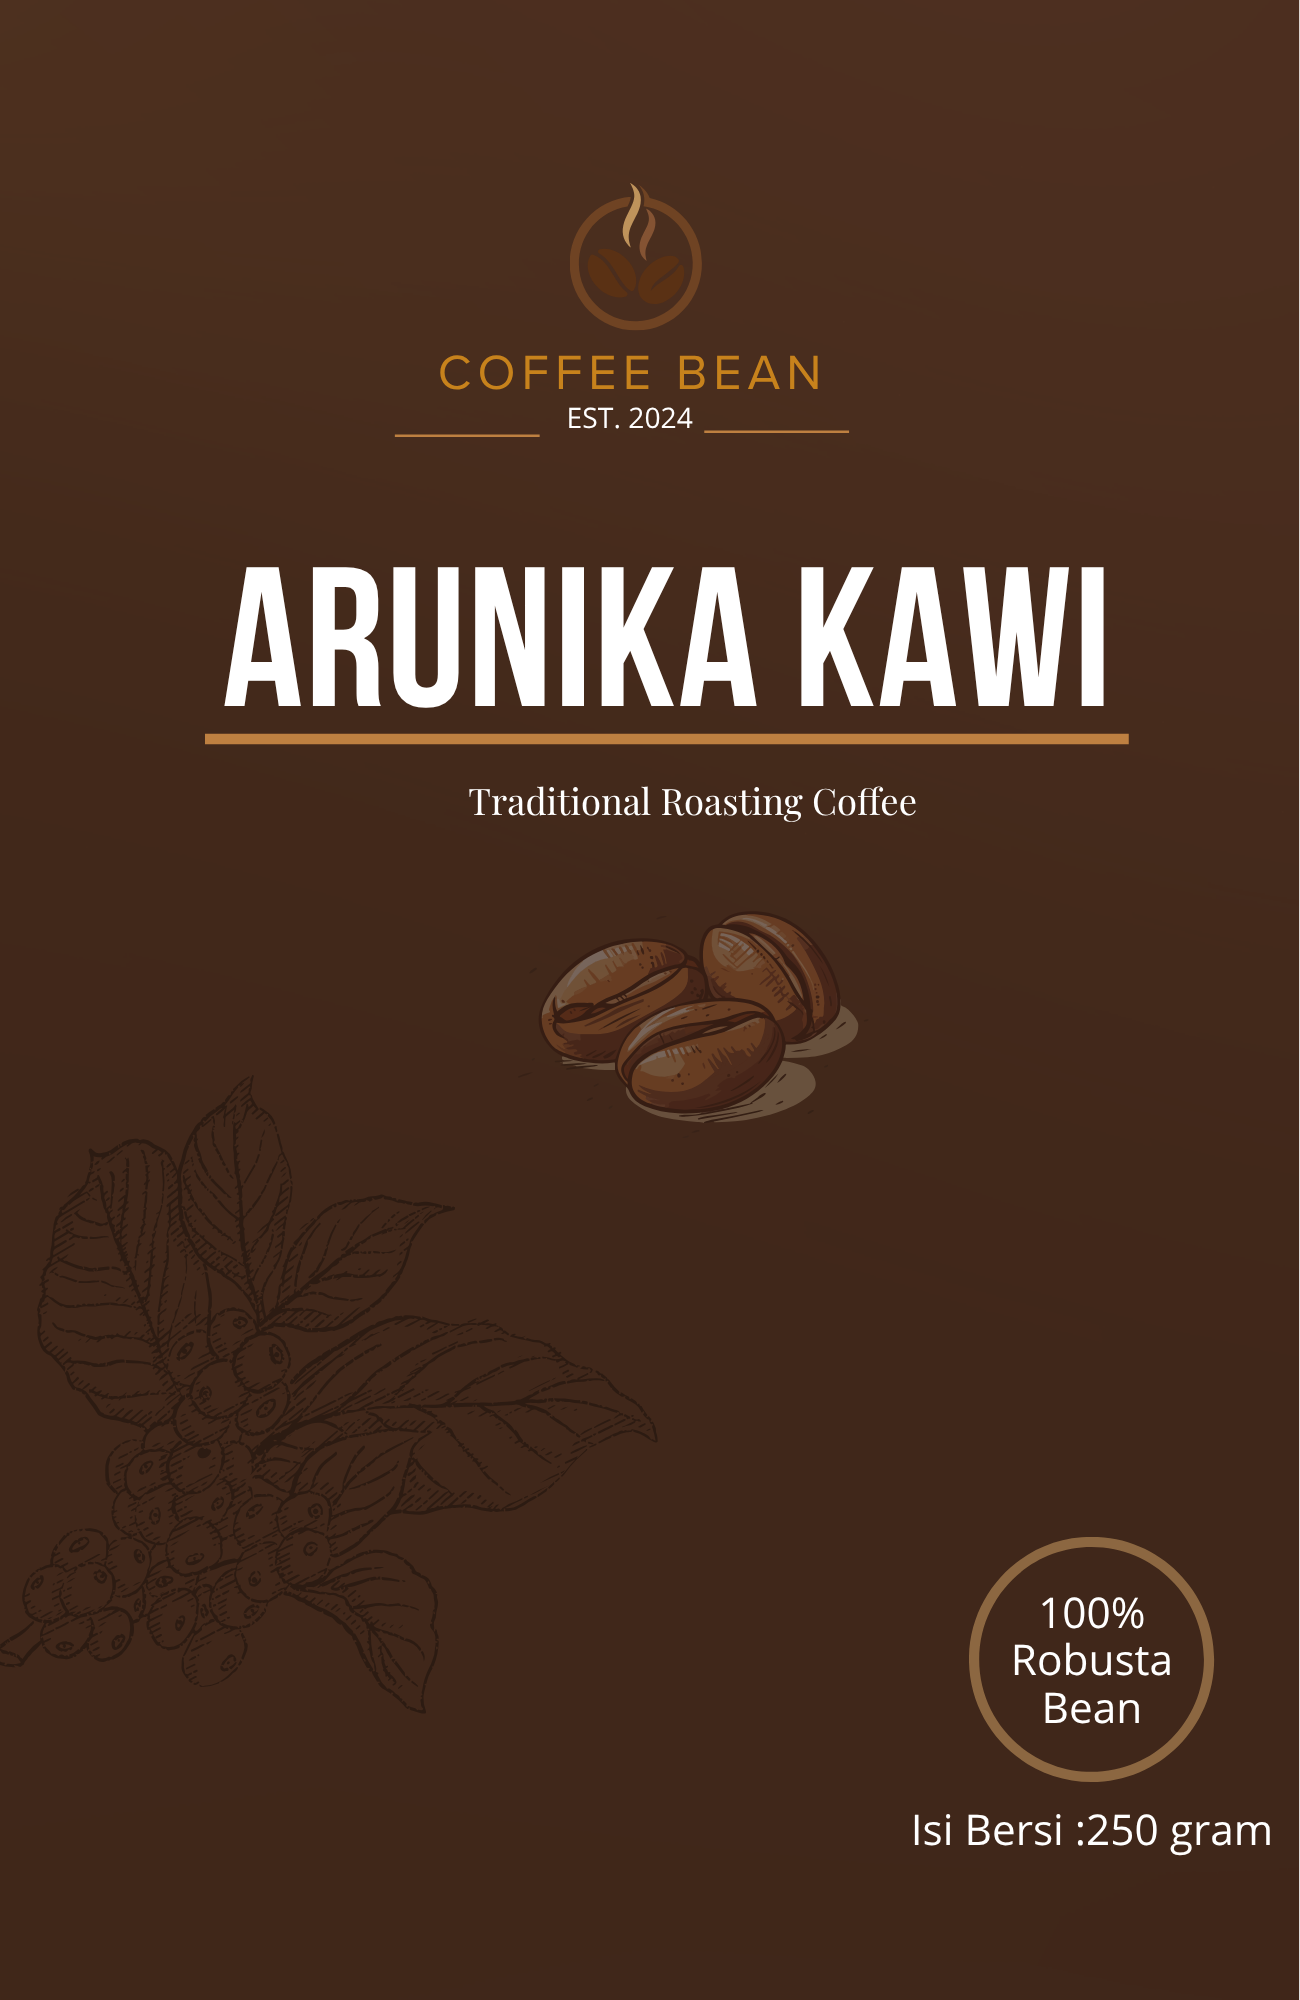 COFFEE BEAN
EST. 2024
ARUNIKA KAWI
Traditional Roasting Coffee
100%
Robusta
Bean
Isi Bersi :250 gram